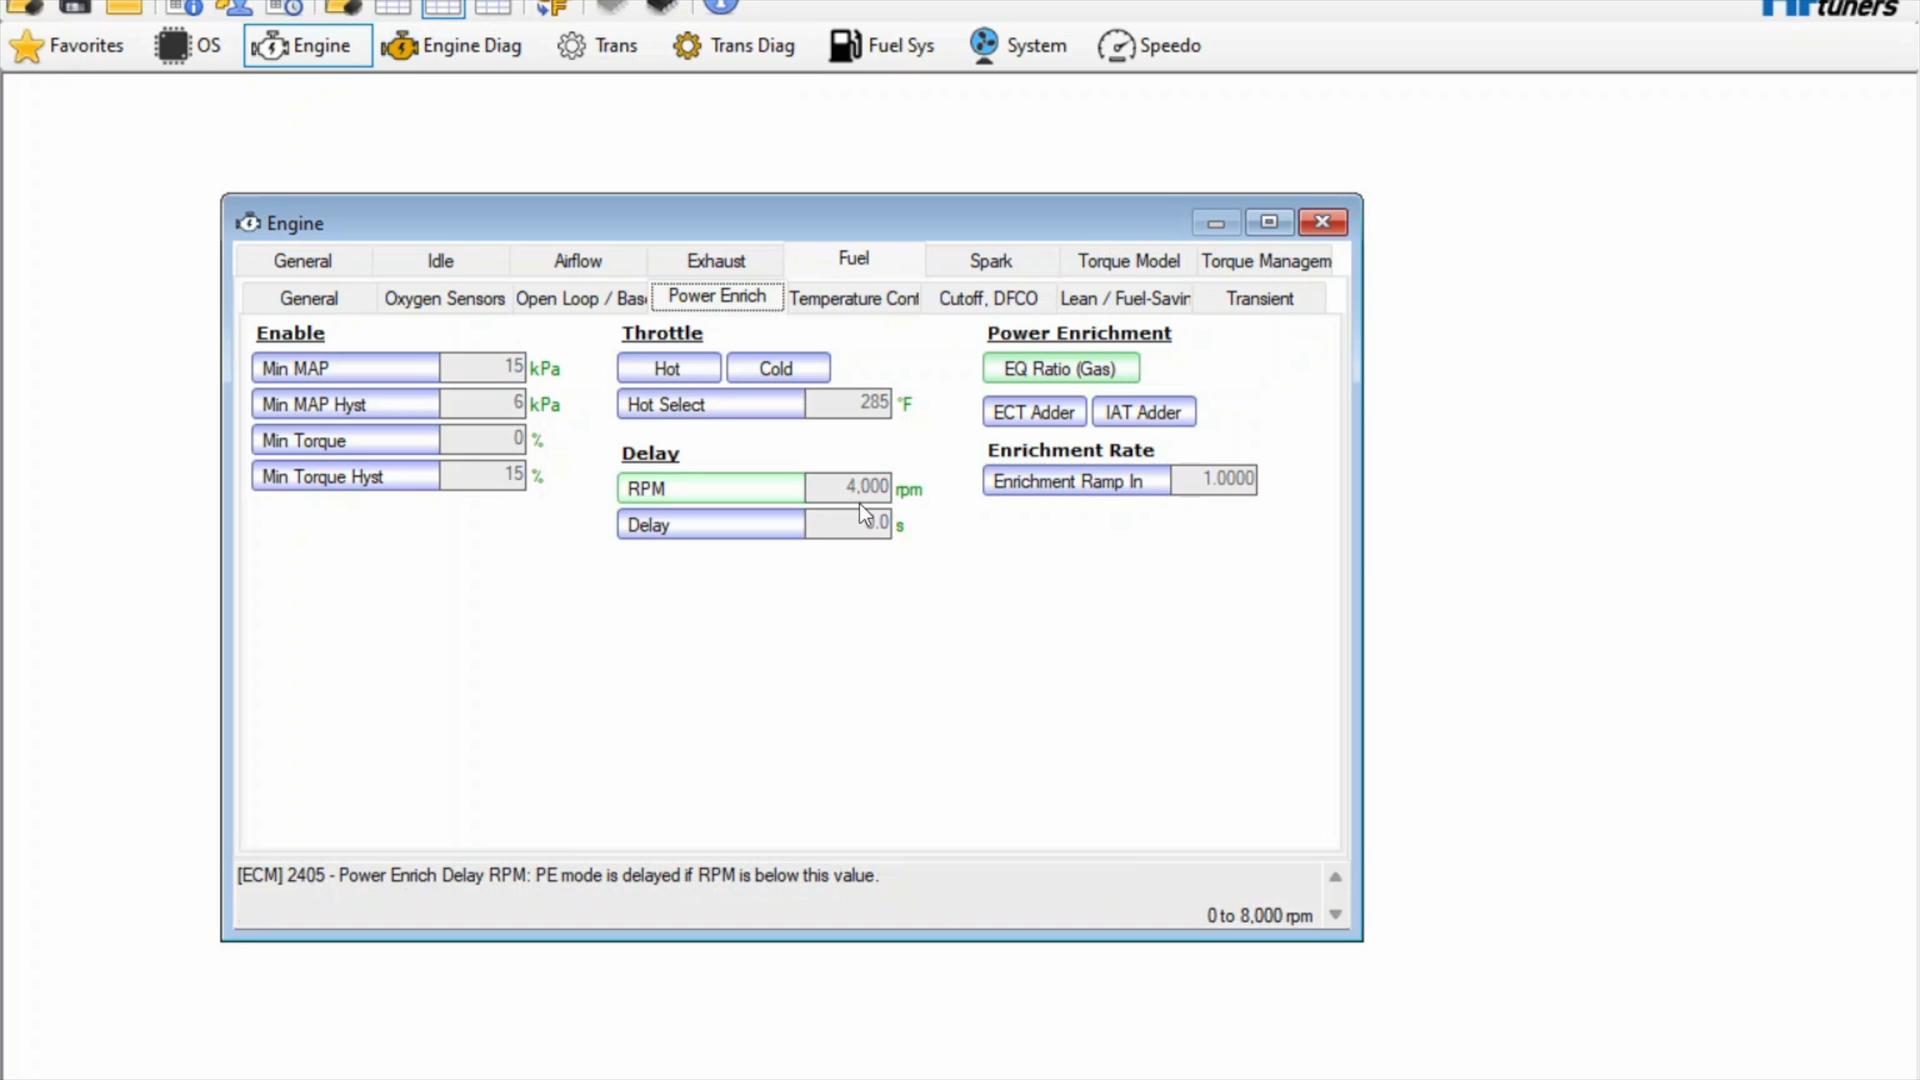 tuners
Favorites OS Engine Engine Diag Trans Trans Diag Fuel Sys System Speedo
Engine
General Idle Airflow Exhaust Fuel Spark Torque Model Torque Managem
General Oxygen Sensors Open Loop / Bas Power Enrich Temperature Cont Cutoff, DFCO Lean / Fuel-Savin Transient
Enable Throttle Power Enrichment
Min MAP 15 kPa Hot Cold EQ Ratio (Gas)
Min MAP Hyst 6 kPa Hot Select 285 °F ECT Adder IAT Adder
Min Torque 0 % Delay Enrichment Rate
Min Torque Hyst 15 % RPM 4,000 rpm Enrichment Ramp In 1.0000
Delay .0 s
[ECM] 2405 - Power Enrich Delay RPM: PE mode is delayed if RPM is below this value.
0 to 8,000 rpm